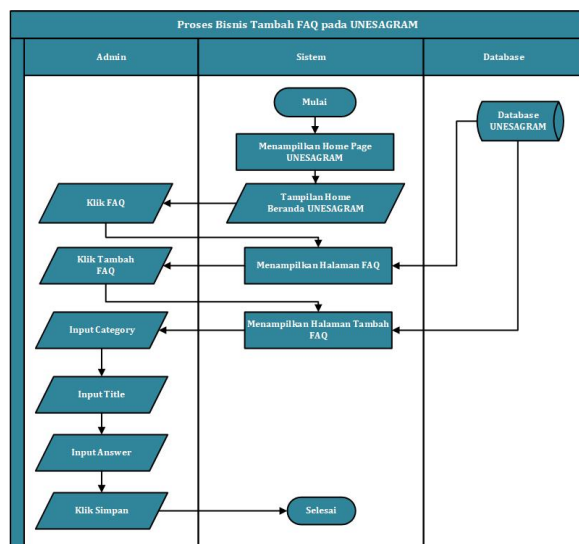 Proses Bisnis Tambah FAQ pada UNESAGRAM
Admin
Sistem
Database
Mulai
Database
UNESAGRAM
Menampilkan Home Page
UNESAGRAM
Klik FAQ
Tampilan Home
Beranda UNESAGRAM
Klik Tambah
FAQ
Menampilkan Halaman FAQ
Input Category
Menampilkan Halaman Tambah
FAQ
Input Title
Input Answer
Klik Simpan
Selesai